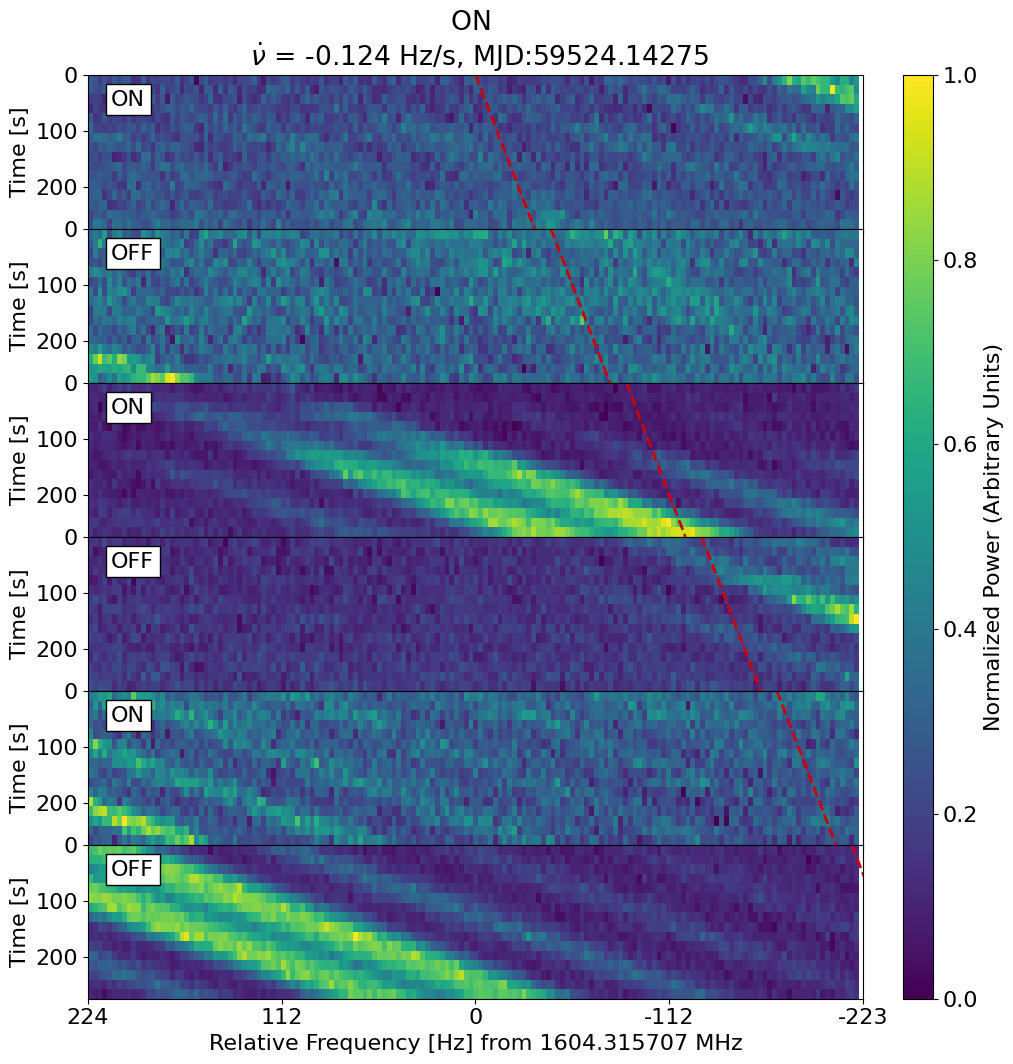 ON
ν̇ = -0.124 Hz/s, MJD:59524.14275
Time [s]
0
100
200
ON
Time [s]
0
100
200
OFF
Time [s]
0
100
200
ON
Time [s]
0
100
200
OFF
Time [s]
0
100
200
ON
Time [s]
0
100
200
OFF
224 112 0 -112 -223
Relative Frequency [Hz] from 1604.315707 MHz
1.0
0.8
0.6
0.4
0.2
0.0
Normalized Power (Arbitrary Units)